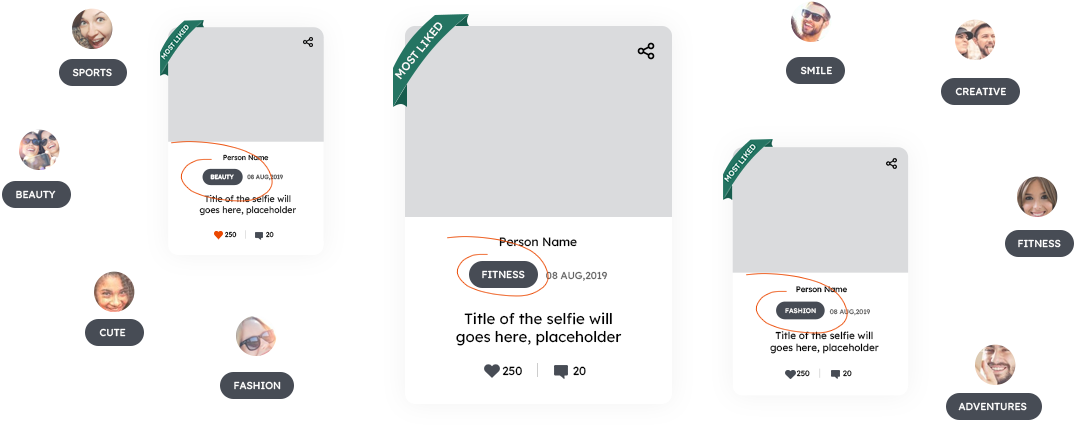 SPORTS
BEAUTY
CUTE
FASHION
MOST LIKED
Person Name
BEAUTY 08 AUG,2019
Title of the selfie will
goes here, placeholder
250 20
MOST LIKED
Person Name
FITNESS 08 AUG,2019
Title of the selfie will
goes here, placeholder
250 20
SMILE
CREATIVE
MOST LIKED
Person Name
FASHION 08 AUG,2019
Title of the selfie will
goes here, placeholder
250 20
FITNESS
ADVENTURES